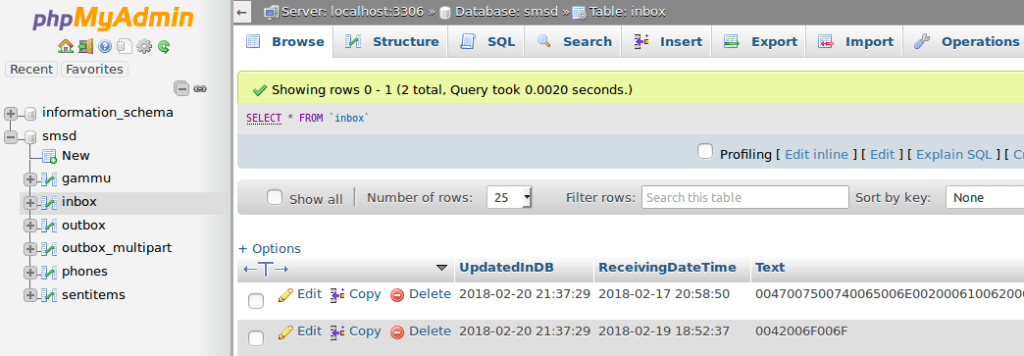 phpMyAdmin
Recent Favorites
information_schema
smsd
New
gammu
inbox
outbox
outbox_multipart
phones
sentitems
Server: localhost:3306 » Database: smsd » Table: inbox
Browse Structure SQL Search Insert Export Import Operations
Showing rows 0 - 1 (2 total, Query took 0.0020 seconds.)
SELECT * FROM `inbox`
Profiling [ Edit inline ] [ Edit ] [ Explain SQL ] [ C
Show all Number of rows: 25 Filter rows: Search this table Sort by key: None
+ Options
←T→ UpdatedInDB ReceivingDateTime Text
Edit Copy Delete 2018-02-20 21:37:29 2018-02-17 20:58:50 0047007500740065006E002000610062000
Edit Copy Delete 2018-02-20 21:37:29 2018-02-19 18:52:37 0042006F006F